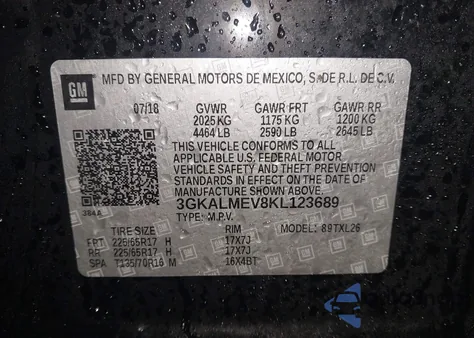 GM
MFD BY GENERAL MOTORS DE MEXICO, S. DE R.L. DE C.V.
07/18 GVWR GAWR FRT GAWR RR
2025 KG 1175 KG 1200 KG
4464 LB 2590 LB 2645 LB
THIS VEHICLE CONFORMS TO ALL
APPLICABLE U.S. FEDERAL MOTOR
VEHICLE SAFETY AND THEFT PREVENTION
STANDARDS IN EFFECT ON THE DATE OF
MANUFACTURE SHOWN ABOVE.
384A 3GKALMEV8KL123689
TYPE: M.P.V.
TIRE SIZE RIM MODEL: 89TXL26
FRT 225/65R17 H 17X7J
RR 225/65R17 H 17X7J
SPA T135/70R16 M 16X4BT